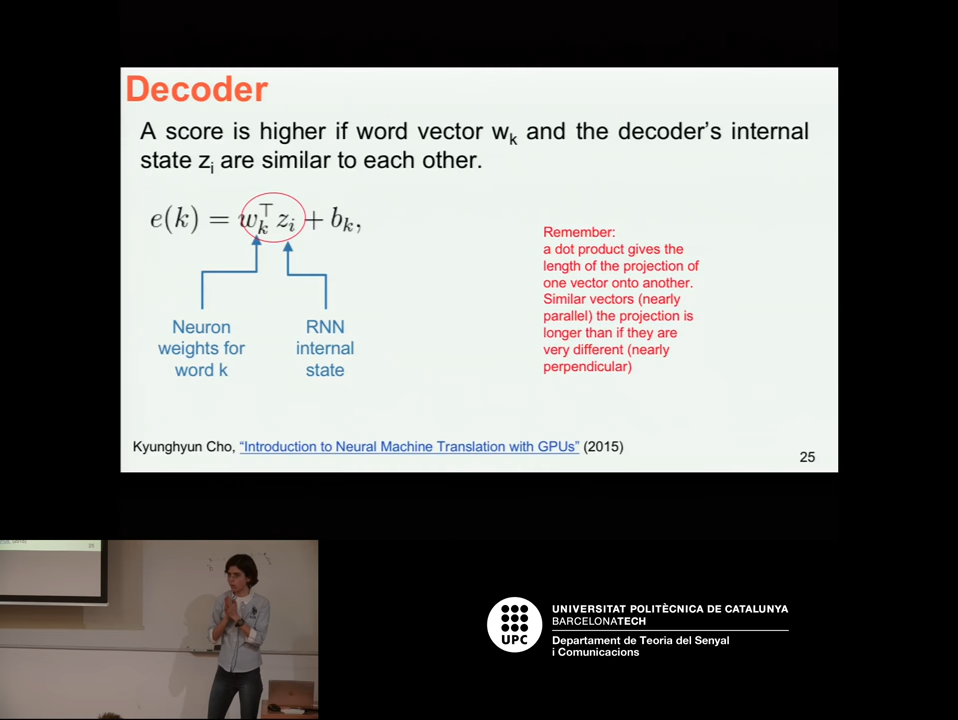 Decoder
A score is higher if word vector wk and the decoder's internal
state zi are similar to each other.
e(k) = w_k^⊤ z_i + b_k,
Remember:
a dot product gives the
length of the projection of
one vector onto another.
Similar vectors (nearly
parallel) the projection is
longer than if they are
very different (nearly
perpendicular)
Neuron
weights for
word k
RNN
internal
state
Kyunghyun Cho, "Introduction to Neural Machine Translation with GPUs" (2015)
25
UPC
UNIVERSITAT POLITÈCNICA DE CATALUNYA
BARCELONATECH
Departament de Teoria del Senyal
i Comunicacions